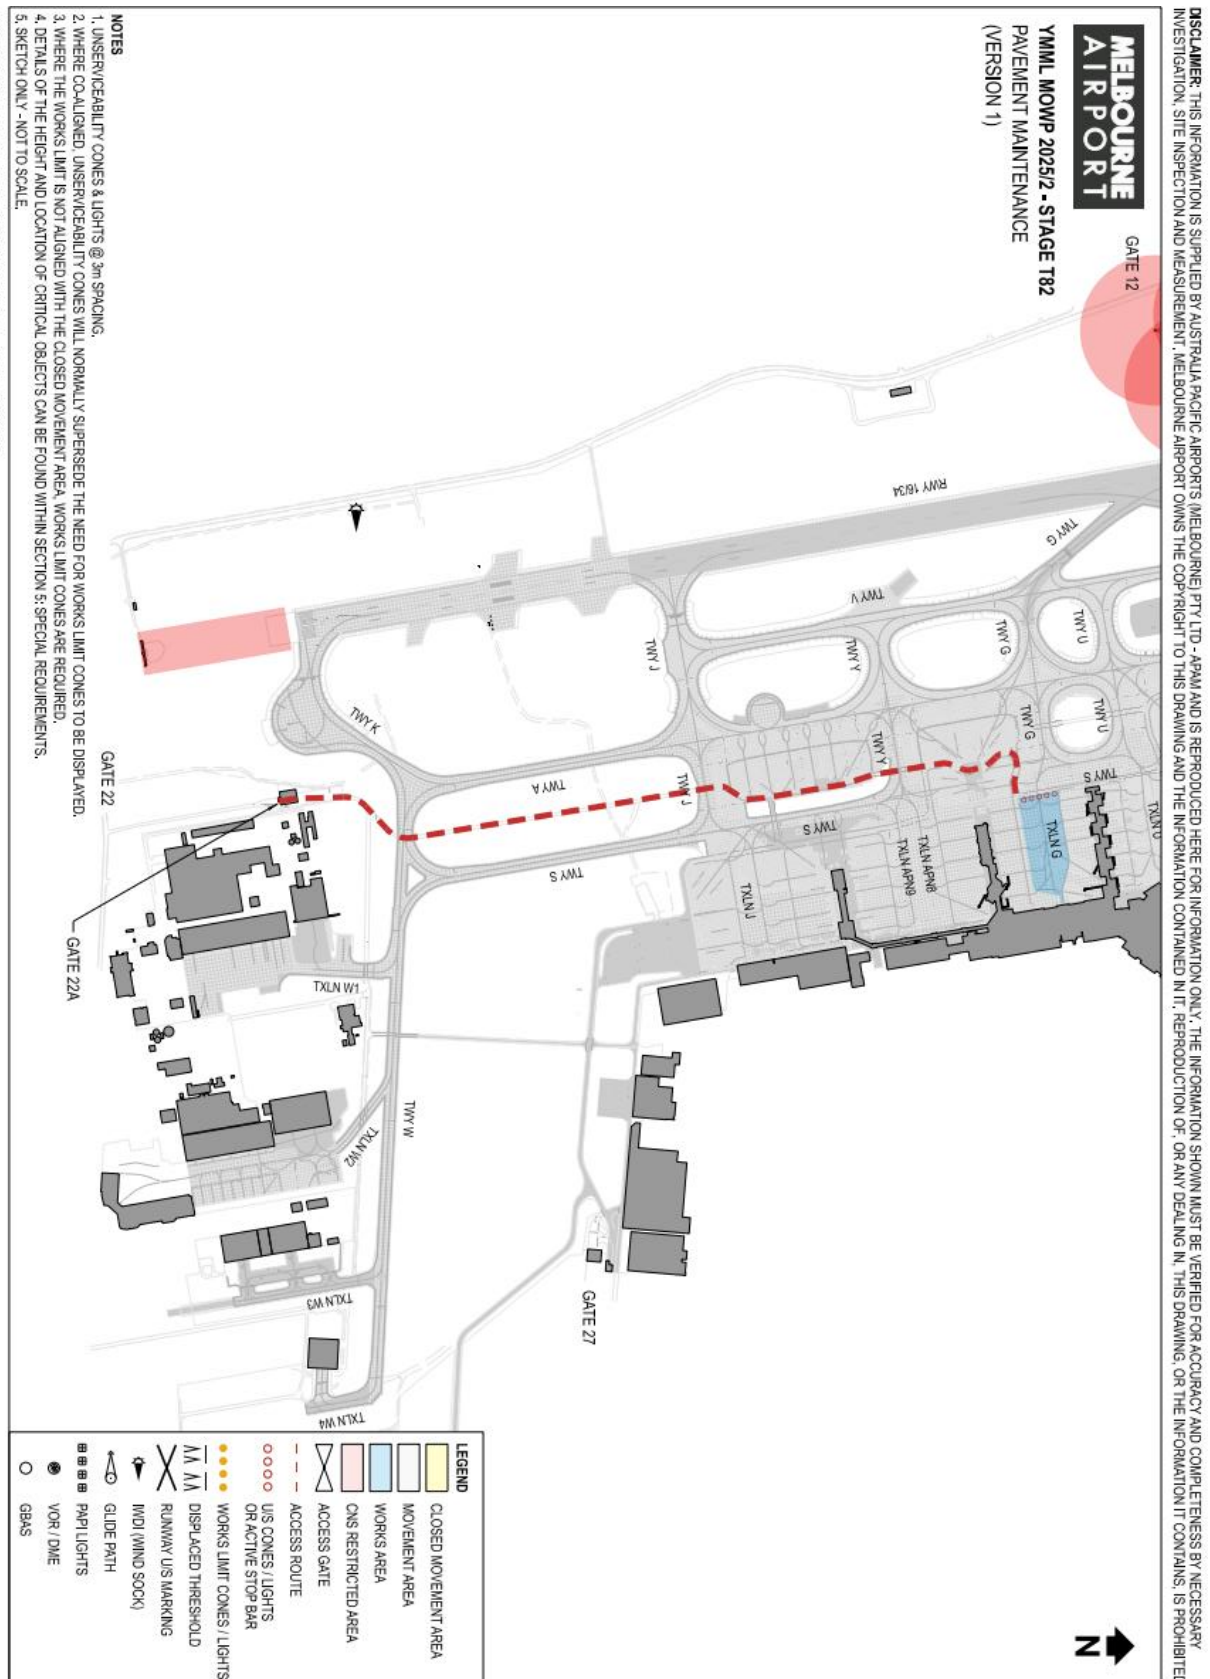 DISCLAIMER: THIS INFORMATION IS SUPPLIED BY AUSTRALIA PACIFIC AIRPORTS (MELBOURNE) PTY LTD - APAM AND IS REPRODUCED HERE FOR INFORMATION ONLY. THE INFORMATION SHOWN MUST BE VERIFIED FOR ACCURACY AND COMPLETENESS BY NECESSARY
INVESTIGATION, SITE INSPECTION AND MEASUREMENT. MELBOURNE AIRPORT OWNS THE COPYRIGHT TO THIS DRAWING AND THE INFORMATION CONTAINED IN IT. REPRODUCTION OF, OR ANY DEALING IN, THIS DRAWING, OR THE INFORMATION IT CONTAINS, IS PROHIBITED
MELBOURNE
AIRPORT
YMML MOWP 2025/2 - STAGE T82
PAVEMENT MAINTENANCE
(VERSION 1)
GATE 12
RWY 16/34
TWY G
TWY V
TWY U
TWY G
TWY Y
TWY J
TWY U
TWY G
TWY Y
TWY K
TWY A
TWY J
TWY S
TXLN U
TXLN G
TWY S
TXLN APN8
TXLN APN9
TWY S
TXLN J
GATE 22
GATE 22A
TXLN W1
TWY W
TXLN W2
TXLN W3
TXLN W4
GATE 27
N
NOTES
1. UNSERVICEABILITY CONES & LIGHTS @ 3m SPACING.
2. WHERE CO-ALIGNED, UNSERVICEABILITY CONES WILL NORMALLY SUPERSEDE THE NEED FOR WORKS LIMIT CONES TO BE DISPLAYED.
3. WHERE THE WORKS LIMIT IS NOT ALIGNED WITH THE CLOSED MOVEMENT AREA, WORKS LIMIT CONES ARE REQUIRED.
4. DETAILS OF THE HEIGHT AND LOCATION OF CRITICAL OBJECTS CAN BE FOUND WITHIN SECTION 5: SPECIAL REQUIREMENTS.
5. SKETCH ONLY - NOT TO SCALE.
LEGEND
CLOSED MOVEMENT AREA
MOVEMENT AREA
WORKS AREA
CNS RESTRICTED AREA
ACCESS GATE
ACCESS ROUTE
U/S CONES / LIGHTS
OR ACTIVE STOP BAR
WORKS LIMIT CONES / LIGHTS
DISPLACED THRESHOLD
RUNWAY U/S MARKING
IWDI (WIND SOCK)
GLIDE PATH
PAPI LIGHTS
VOR / DME
GBAS